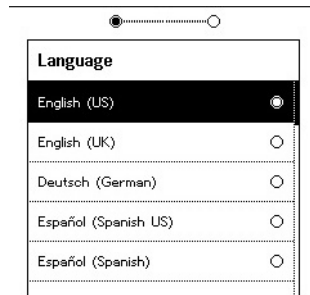 Language
English (US)
English (UK)
Deutsch (German)
Español (Spanish US)
Español (Spanish)